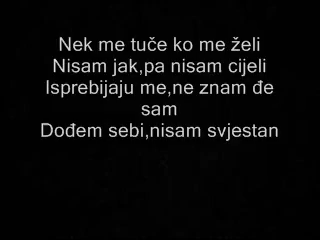 Nek me tuče ko me želi
Nisam jak,pa nisam cijeli
Isprebijaju me,ne znam đe
sam
Dođem sebi,nisam svjestan